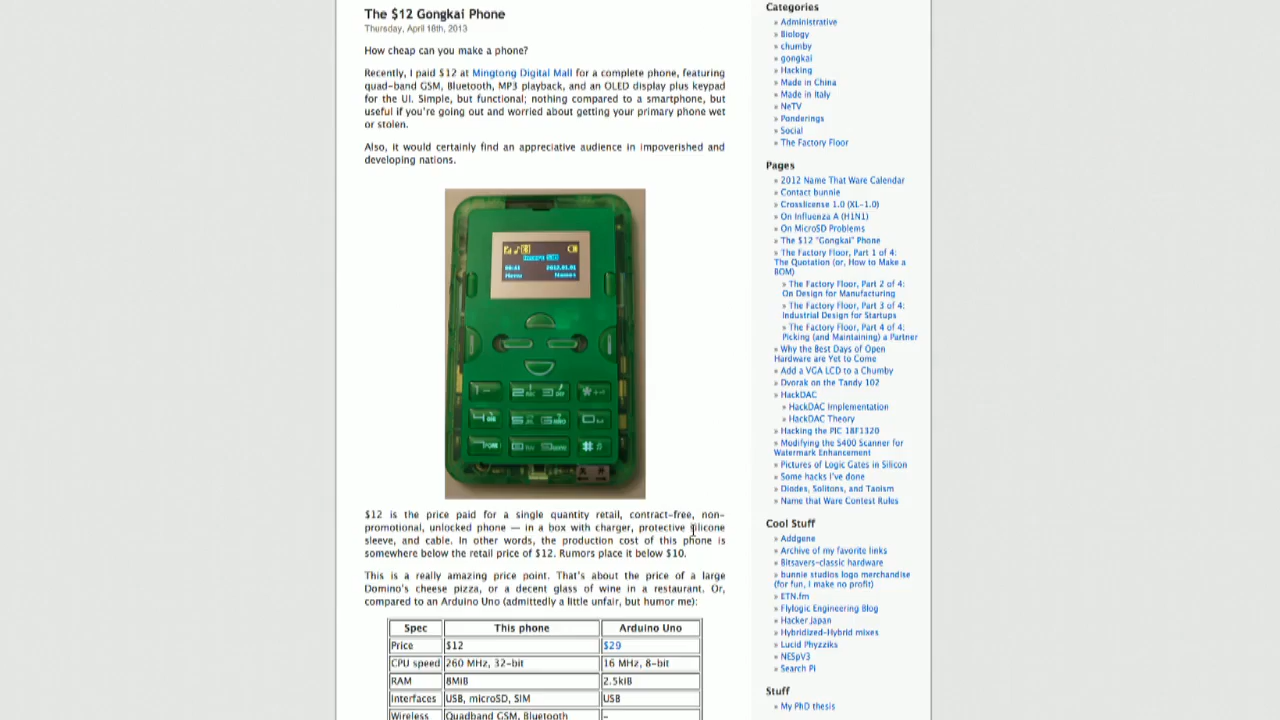 The $12 Gongkai Phone
Thursday, April 18th, 2013
How cheap can you make a phone?
Recently, I paid $12 at Mingtong Digital Mall for a complete phone, featuring
quad-band GSM, Bluetooth, MP3 playback, and an OLED display plus keypad
for the UI. Simple, but functional; nothing compared to a smartphone, but
useful if you're going out and worried about getting your primary phone wet
or stolen.
Also, it would certainly find an appreciative audience in impoverished and
developing nations.
$12 is the price paid for a single quantity retail, contract-free, non-
promotional, unlocked phone — in a box with charger, protective silicone
sleeve, and cable. In other words, the production cost of this phone is
somewhere below the retail price of $12. Rumors place it below $10.
This is a really amazing price point. That's about the price of a large
Domino's cheese pizza, or a decent glass of wine in a restaurant. Or,
compared to an Arduino Uno (admittedly a little unfair, but humor me):
Spec This phone Arduino Uno
Price $12 $29
CPU speed 260 MHz, 32-bit 16 MHz, 8-bit
RAM 8MiB 2.5kiB
Interfaces USB, microSD, SIM USB
Wireless Quadband GSM, Bluetooth -
Categories
» Administrative
» Biology
» chumby
» gongkai
» Hacking
» Made in China
» Made in Italy
» NeTV
» Ponderings
» Social
» The Factory Floor
Pages
» 2012 Name That Ware Calendar
» Contact bunnie
» Crosslicense 1.0 (XL-1.0)
» On Influenza A (H1N1)
» On MicroSD Problems
» The $12 "Gongkai" Phone
» The Factory Floor, Part 1 of 4:
The Quotation (or, How to Make a
BOM)
» The Factory Floor, Part 2 of 4:
On Design for Manufacturing
» The Factory Floor, Part 3 of 4:
Industrial Design for Startups
» The Factory Floor, Part 4 of 4:
Picking (and Maintaining) a Partner
» Why the Best Days of Open
Hardware are Yet to Come
» Add a VGA LCD to a Chumby
» Dvorak on the Tandy 102
» HackDAC
» HackDAC Implementation
» HackDAC Theory
» Hacking the PIC 18F1320
» Modifying the S400 Scanner for
Watermark Enhancement
» Pictures of Logic Gates in Silicon
» Some hacks I've done
» Diodes, Solitons, and Taoism
» Name that Ware Contest Rules
Cool Stuff
» Addgene
» Archive of my favorite links
» Bitsavers-classic hardware
» bunnie studios logo merchandise
(for fun, i make no profit)
» ETN.fm
» Flylogic Engineering Blog
» Hacker Japan
» Hybridized-Hybrid mixes
» Lucid Phyzziks
» NESpV3
» Search Pi
Stuff
» My PhD thesis